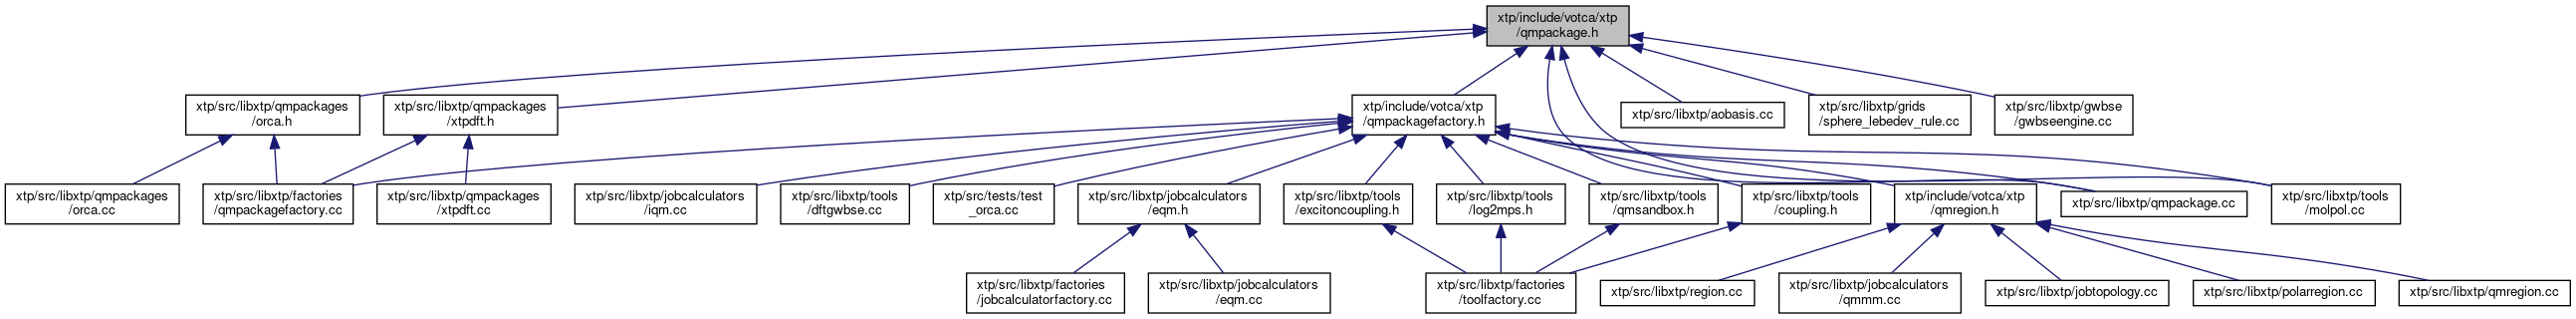 xtp/include/votca/xtp
/qmpackage.h
xtp/src/libxtp/qmpackages
/orca.h
xtp/src/libxtp/qmpackages
/xtpdft.h
xtp/include/votca/xtp
/qmpackagefactory.h
xtp/src/libxtp/aobasis.cc
xtp/src/libxtp/grids
/sphere_lebedev_rule.cc
xtp/src/libxtp/gwbse
/gwbseengine.cc
xtp/src/libxtp/qmpackages
/orca.cc
xtp/src/libxtp/factories
/qmpackagefactory.cc
xtp/src/libxtp/qmpackages
/xtpdft.cc
xtp/src/libxtp/jobcalculators
/iqm.cc
xtp/src/libxtp/tools
/dftgwbse.cc
xtp/src/tests/test
_orca.cc
xtp/src/libxtp/jobcalculators
/eqm.h
xtp/src/libxtp/tools
/excitoncoupling.h
xtp/src/libxtp/tools
/log2mps.h
xtp/src/libxtp/tools
/qmsandbox.h
xtp/src/libxtp/tools
/coupling.h
xtp/include/votca/xtp
/qmregion.h
xtp/src/libxtp/qmpackage.cc
xtp/src/libxtp/tools
/molpol.cc
xtp/src/libxtp/factories
/jobcalculatorfactory.cc
xtp/src/libxtp/jobcalculators
/eqm.cc
xtp/src/libxtp/factories
/toolfactory.cc
xtp/src/libxtp/region.cc
xtp/src/libxtp/jobcalculators
/qmmm.cc
xtp/src/libxtp/jobtopology.cc
xtp/src/libxtp/polarregion.cc
xtp/src/libxtp/qmregion.cc